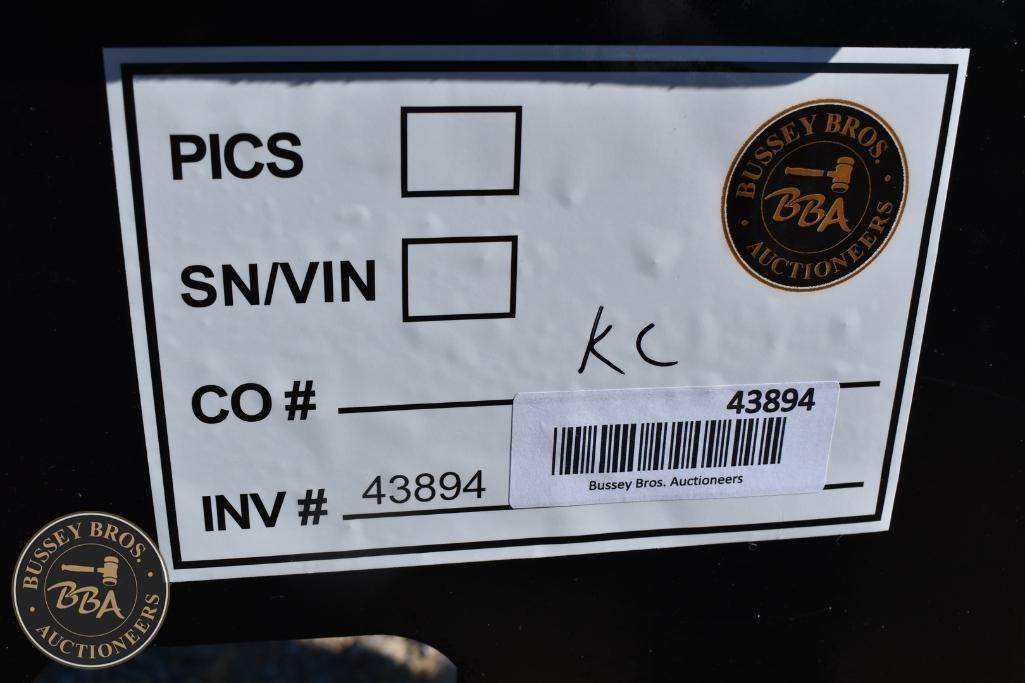 PICS
BUSSEY BROS.
BBA
AUCTIONEERS
SN/VIN
KC
CO #
43894
Bussey Bros. Auctioneers
INV # 43894
BUSSEY BROS.
BBA
AUCTIONEERS